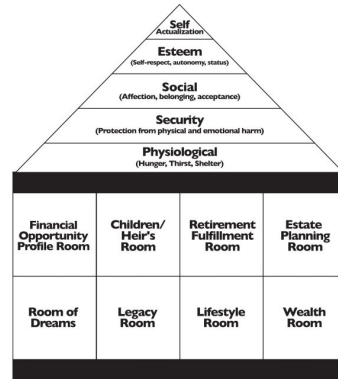 Self
Actualization
Esteem
(Self-respect, autonomy, status)
Social
(Affection, belonging, acceptance)
Security
(Protection from physical and emotional harm)
Physiological
(Hunger, Thirst, Shelter)
Financial
Opportunity
Profile Room
Children/
Heir's
Room
Retirement
Fulfillment
Room
Estate
Planning
Room
Room of
Dreams
Legacy
Room
Lifestyle
Room
Wealth
Room